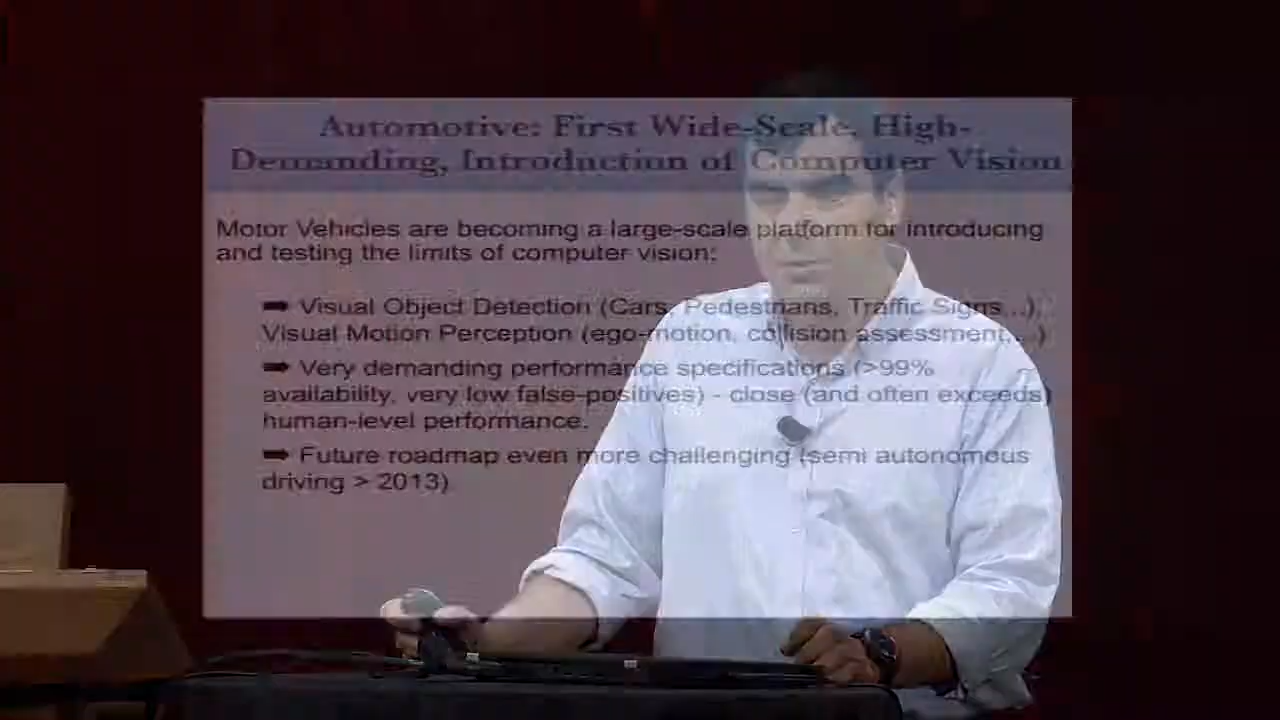 Automotive: First Wide-Scale, High-
Demanding, Introduction of Computer Vision
Motor Vehicles are becoming a large-scale platform for introducing
and testing the limits of computer vision:
➡ Visual Object Detection (Cars, Pedestrians, Traffic Signs...),
Visual Motion Perception (ego-motion, collision assessment,...)
➡ Very demanding performance specifications (>99%
availability, very low false-positives) - close (and often exceeds)
human-level performance.
➡ Future roadmap even more challenging (semi autonomous
driving > 2013)